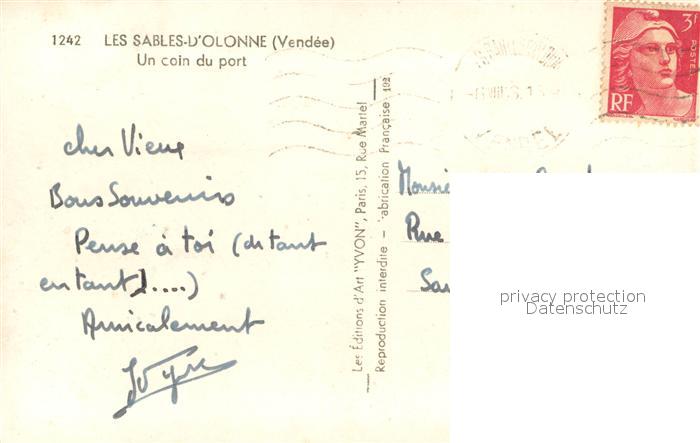 1242 LES SABLES-D'OLONNE (Vendée)
Un coin du port
3F
POSTES
RF
cher Vieux
Bons Souvenirs
Pense à toi (de tant
en tant)....)
Amicalement
Les Éditions d'Art "YVON", Paris, 15, Rue Martel
Reproduction interdite - Fabrication Française
Rue
privacy protection
Datenschutz